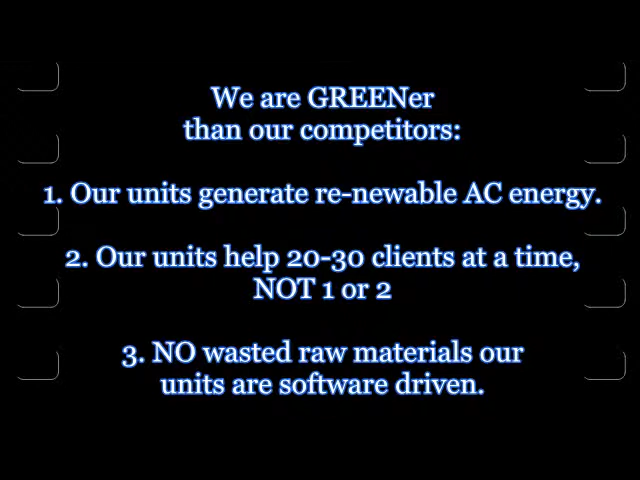 We are GREENer
than our competitors:
1. Our units generate re-newable AC energy.
2. Our units help 20-30 clients at a time,
NOT 1 or 2
3. NO wasted raw materials our
units are software driven.